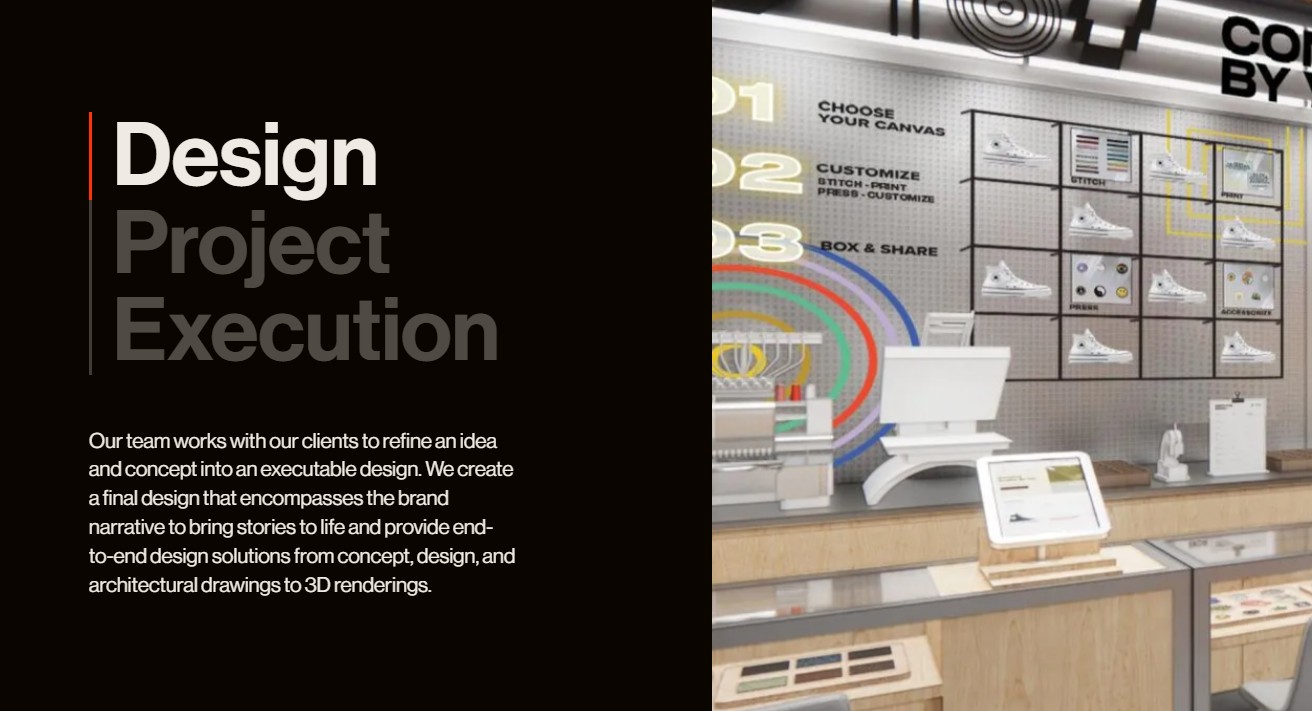 Design
Project
Execution
Our team works with our clients to refine an idea
and concept into an executable design. We create
a final design that encompasses the brand
narrative to bring stories to life and provide end-
to-end design solutions from concept, design, and
architectural drawings to 3D renderings.
01
CHOOSE
YOUR CANVAS
02
CUSTOMIZE
STITCH - PRINT
PRESS - CUSTOMIZE
03
BOX & SHARE
STITCH
PRINT
PRESS
ACCESSORIZE
BY